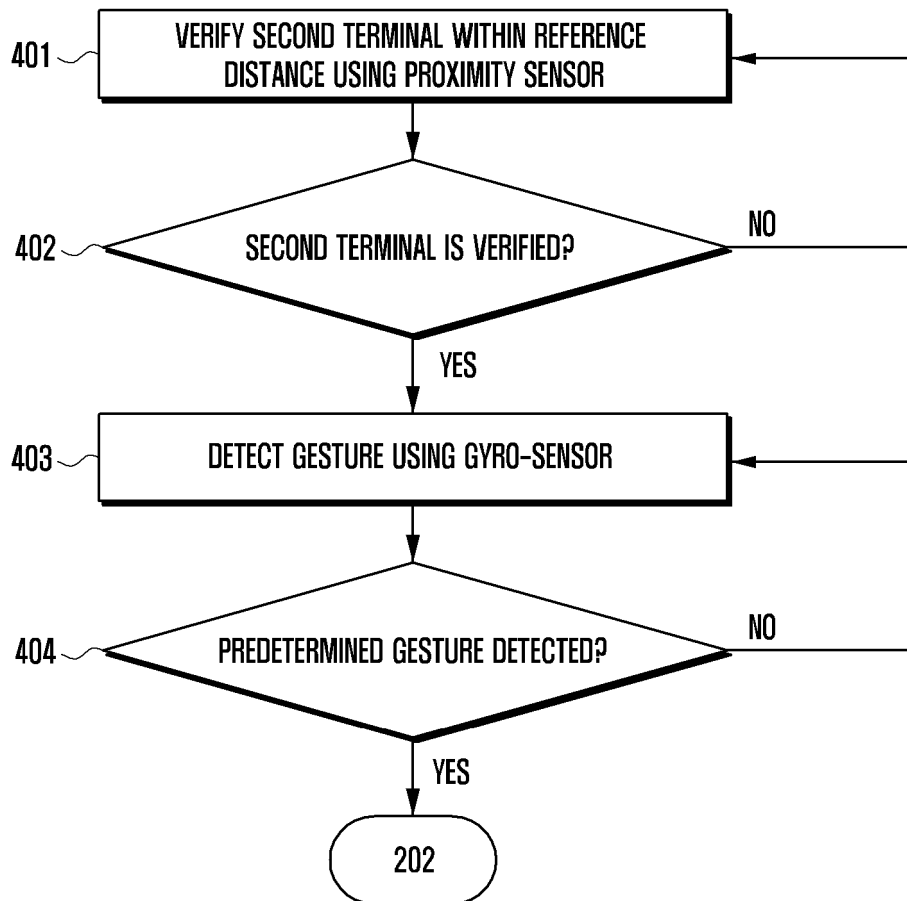 401
VERIFY SECOND TERMINAL WITHIN REFERENCE
DISTANCE USING PROXIMITY SENSOR
402
SECOND TERMINAL IS VERIFIED?
NO
YES
403
DETECT GESTURE USING GYRO-SENSOR
404
PREDETERMINED GESTURE DETECTED?
NO
YES
202